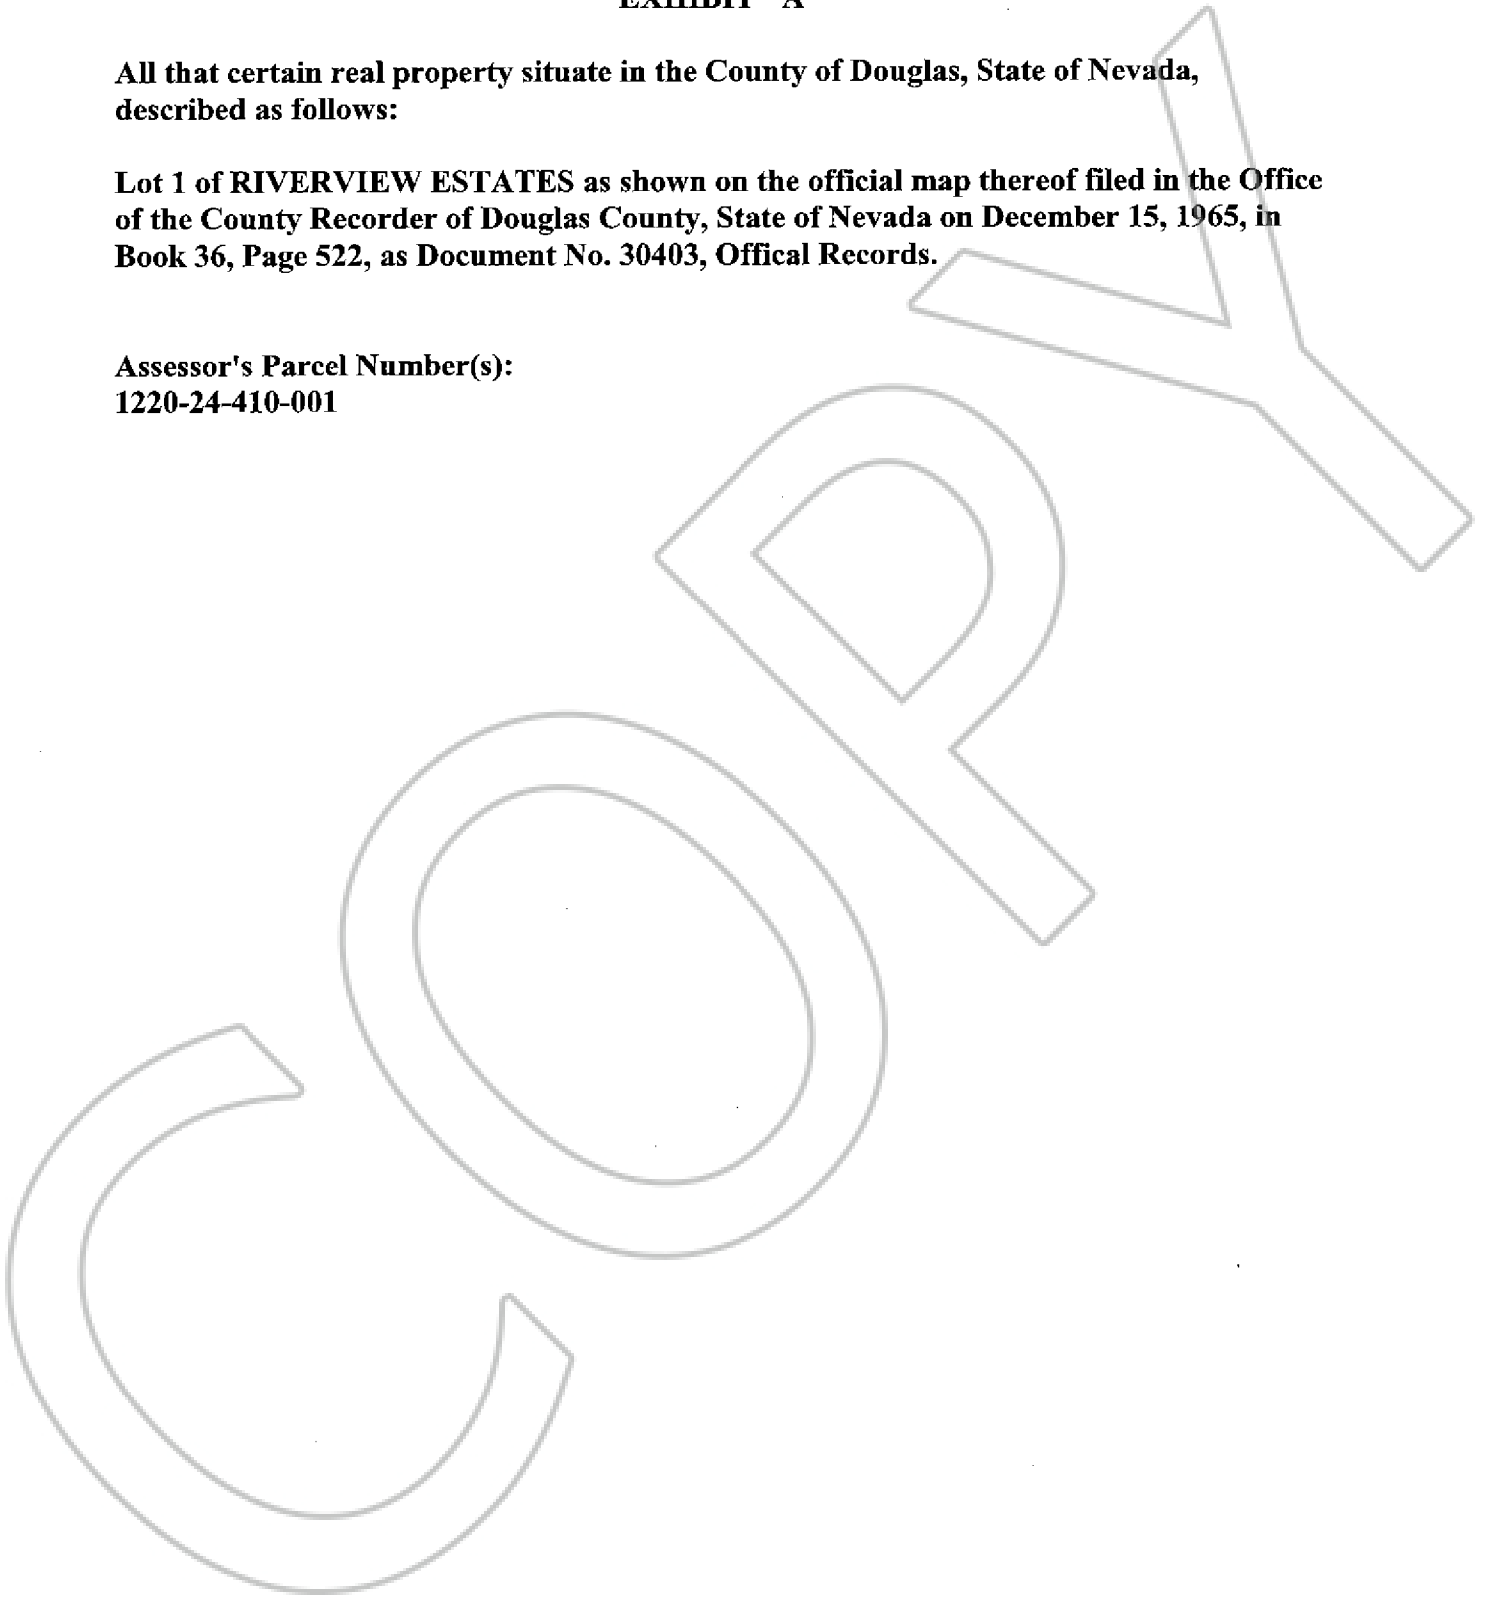 EXHIBIT "A"
All that certain real property situate in the County of Douglas, State of Nevada,
described as follows:
Lot 1 of RIVERVIEW ESTATES as shown on the official map thereof filed in the Office
of the County Recorder of Douglas County, State of Nevada on December 15, 1965, in
Book 36, Page 522, as Document No. 30403, Offical Records.
Assessor's Parcel Number(s):
1220-24-410-001
COPY